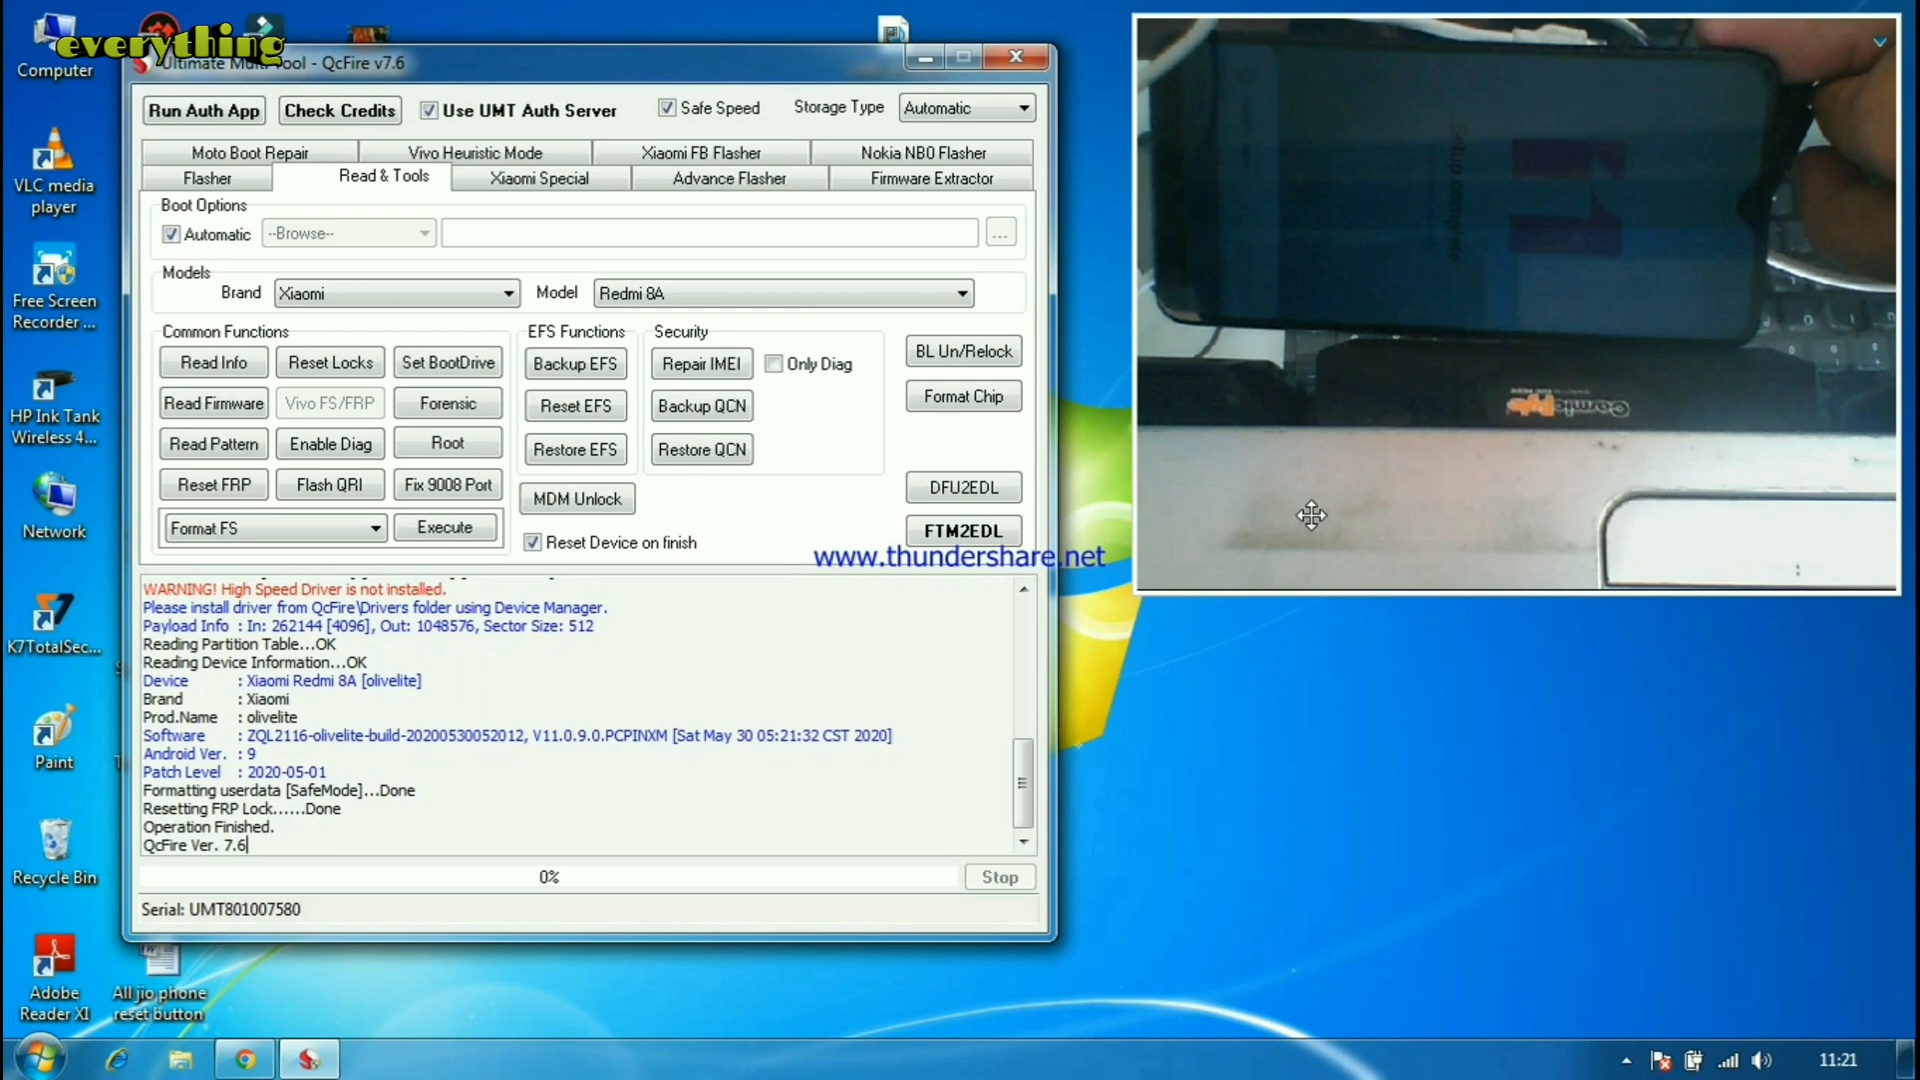 everything
Computer
VLC media
player
Free Screen
Recorder ...
HP Ink Tank
Wireless 4...
Network
K7TotalSec...
Paint
Recycle Bin
Adobe
Reader XI
All jio phone
reset button
Ultimate Multi Tool - QcFire v7.6
Run Auth App
Check Credits
Use UMT Auth Server
Safe Speed
Storage Type
Automatic
Moto Boot Repair
Vivo Heuristic Mode
Xiaomi FB Flasher
Nokia NB0 Flasher
Flasher
Read & Tools
Xiaomi Special
Advance Flasher
Firmware Extractor
Boot Options
Automatic
--Browse--
...
Models
Brand
Xiaomi
Model
Redmi 8A
Common Functions
Read Info
Reset Locks
Set BootDrive
Read Firmware
Vivo FS/FRP
Forensic
Read Pattern
Enable Diag
Root
Reset FRP
Flash QRI
Fix 9008 Port
Format FS
Execute
EFS Functions
Backup EFS
Reset EFS
Restore EFS
MDM Unlock
Reset Device on finish
Security
Repair IMEI
Only Diag
Backup QCN
Restore QCN
BL Un/Relock
Format Chip
DFU2EDL
FTM2EDL
www.thundershare.net
WARNING! High Speed Driver is not installed.
Please install driver from QcFire\Drivers folder using Device Manager.
Payload Info : In: 262144 [4096], Out: 1048576, Sector Size: 512
Reading Partition Table...OK
Reading Device Information...OK
Device : Xiaomi Redmi 8A [olivelite]
Brand : Xiaomi
Prod.Name : olivelite
Software : ZQL2116-olivelite-build-20200530052012, V11.0.9.0.PCPINXM [Sat May 30 05:21:32 CST 2020]
Android Ver. : 9
Patch Level : 2020-05-01
Formatting userdata [SafeMode]...Done
Resetting FRP Lock......Done
Operation Finished.
QcFire Ver. 7.6
0%
Stop
Serial: UMT801007580
Setup complete
11
11:21